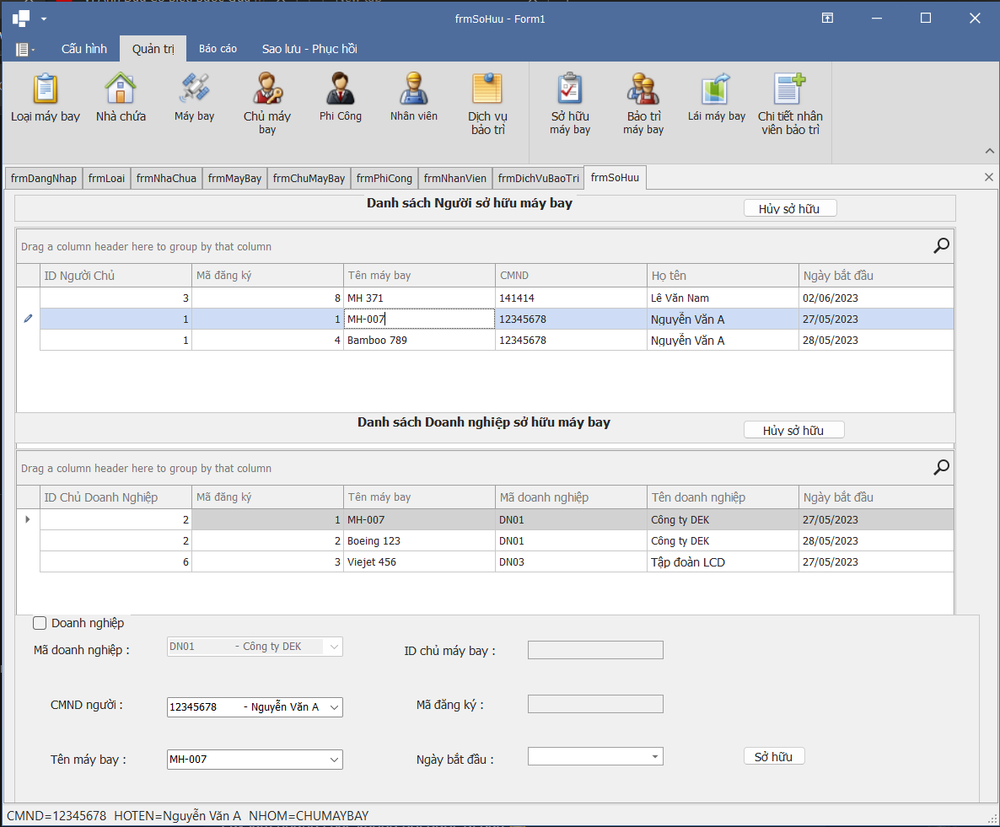 frmSoHuu - Form1
Cấu hình Quản trị Báo cáo Sao lưu - Phục hồi
Loại máy bay Nhà chứa Máy bay Chủ máy bay Phi Công Nhân viên Dịch vụ bảo trì Sở hữu máy bay Bảo trì máy bay Lái máy bay Chi tiết nhân viên bảo trì
frmDangNhap frmLoai frmNhaChua frmMayBay frmChuMayBay frmPhiCong frmNhanVien frmDichVuBaoTri frmSoHuu
Danh sách Người sở hữu máy bay Hủy sở hữu
Drag a column header here to group by that column
ID Người Chủ Mã đăng ký Tên máy bay CMND Họ tên Ngày bắt đầu
3 8 MH 371 141414 Lê Văn Nam 02/06/2023
1 1 MH-007 12345678 Nguyễn Văn A 27/05/2023
1 4 Bamboo 789 12345678 Nguyễn Văn A 28/05/2023
Danh sách Doanh nghiệp sở hữu máy bay Hủy sở hữu
Drag a column header here to group by that column
ID Chủ Doanh Nghiệp Mã đăng ký Tên máy bay Mã doanh nghiệp Tên doanh nghiệp Ngày bắt đầu
2 1 MH-007 DN01 Công ty DEK 27/05/2023
2 2 Boeing 123 DN01 Công ty DEK 28/05/2023
6 3 Viejet 456 DN03 Tập đoàn LCD 27/05/2023
Doanh nghiệp
Mã doanh nghiệp : DN01 - Công ty DEK ID chủ máy bay :
CMND người : 12345678 - Nguyễn Văn A Mã đăng ký :
Tên máy bay : MH-007 Ngày bắt đầu : Sở hữu
CMND=12345678 HOTEN=Nguyễn Văn A NHOM=CHUMAYBAY